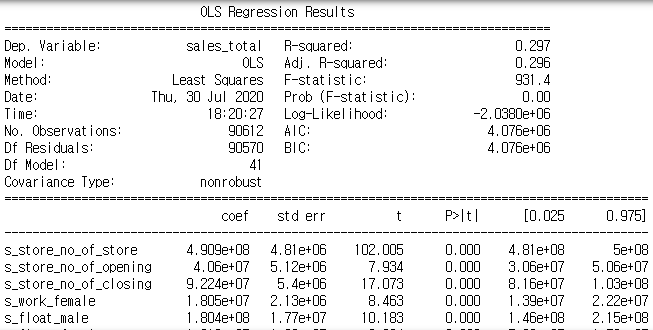 OLS Regression Results
Dep. Variable: sales_total R-squared: 0.297
Model: OLS Adj. R-squared: 0.296
Method: Least Squares F-statistic: 931.4
Date: Thu, 30 Jul 2020 Prob (F-statistic): 0.00
Time: 18:20:27 Log-Likelihood: -2.0380e+06
No. Observations: 90612 AIC: 4.076e+06
Df Residuals: 90570 BIC: 4.076e+06
Df Model: 41
Covariance Type: nonrobust
coef std err t P>|t| [0.025 0.975]
s_store_no_of_store 4.909e+08 4.81e+06 102.005 0.000 4.81e+08 5e+08
s_store_no_of_opening 4.06e+07 5.12e+06 7.934 0.000 3.06e+07 5.06e+07
s_store_no_of_closing 9.224e+07 5.4e+06 17.073 0.000 8.16e+07 1.03e+08
s_work_female 1.805e+07 2.13e+06 8.463 0.000 1.39e+07 2.22e+07
s_float_male 1.804e+08 1.77e+07 10.183 0.000 1.46e+08 2.15e+08